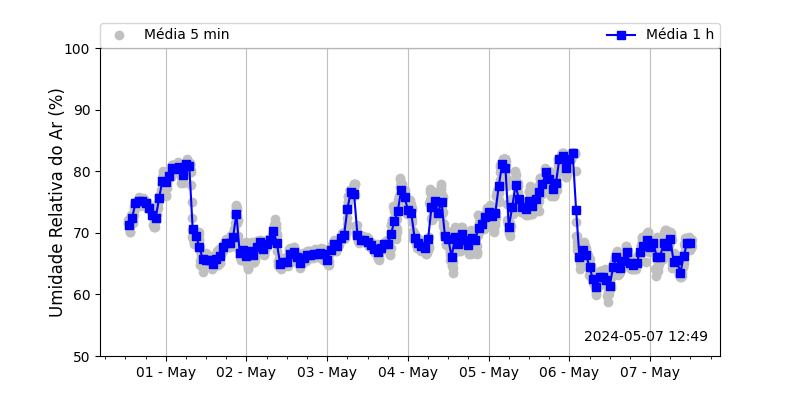 Média 5 min
Média 1 h
Umidade Relativa do Ar (%)
100
90
80
70
60
50
2024-05-07 12:49
01 - May
02 - May
03 - May
04 - May
05 - May
06 - May
07 - May